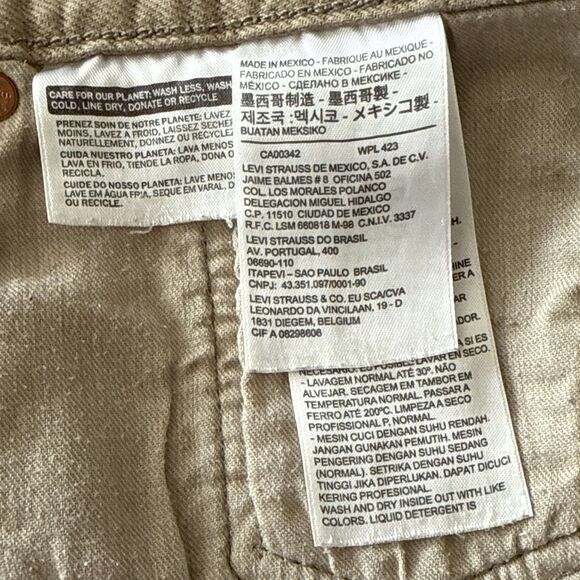 CARE FOR OUR PLANET: WASH LESS, WASH
COLD, LINE DRY, DONATE OR RECYCLE
PRENEZ SOIN DE NOTRE PLANETE: LAVEZ
MOINS, LAVEZ A FROID, LAISSEZ SECHER
NATURELLEMENT, DONNEZ OU RECYCLEZ
CUIDA NUESTRO PLANETA: LAVA MENOS
LAVA EN FRIO, TIENDE LA ROPA, DONA O
RECICLA.
CUIDE DO NOSSO PLANETA: LAVE MENOS
LAVE EM ÁGUA FRIA, SEQUE EM VARAL, D
OU RECICLE.
MADE IN MEXICO - FABRIQUE AU MEXIQUE -
FABRICADO EN MEXICO - FABRICADO NO
MÉXICO - СДЕЛАНО В МЕКСИКЕ -
墨西哥制造 - 墨西哥製 -
제조국 :멕시코 - メキシコ製 -
BUATAN MEKSIKO
CA00342 WPL 423
LEVI STRAUSS DE MEXICO, S.A. DE C.V.
JAIME BALMES # 8 OFICINA 502
COL. LOS MORALES POLANCO
DELEGACION MIGUEL HIDALGO
C.P. 11510 CIUDAD DE MEXICO
R.F.C. LSM 660818 M-98 C.N.I.V. 3337
LEVI STRAUSS DO BRASIL
AV. PORTUGAL, 400
06690-110
ITAPEVI – SAO PAULO BRASIL
CNPJ: 43.351.097/0001-90
LEVI STRAUSS & CO. EU SCA/CVA
LEONARDO DA VINCILAAN, 19 - D
1831 DIEGEM, BELGIUM
CIF A 08298608
H.
-
INE
ERA
AR
ADOR.
A SI ES
NECESARIO. ES POSIBLE LAVAR EN SECO.
- LAVAGEM NORMAL ATÉ 30º. NÃO
ALVEJAR. SECAGEM EM TAMBOR EM
TEMPERATURA NORMAL. PASSAR A
FERRO ATÉ 200ºC. LIMPEZA A SECO
PROFISSIONAL P, NORMAL.
- MESIN CUCI DENGAN SUHU RENDAH.
JANGAN GUNAKAN PEMUTIH. MESIN
PENGERING DENGAN SUHU SEDANG
(NORMAL). SETRIKA DENGAN SUHU
TINGGI JIKA DIPERLUKAN. DAPAT DICUCI
KERING PROFESIONAL.
WASH AND DRY INSIDE OUT WITH LIKE
COLORS. LIQUID DETERGENT IS